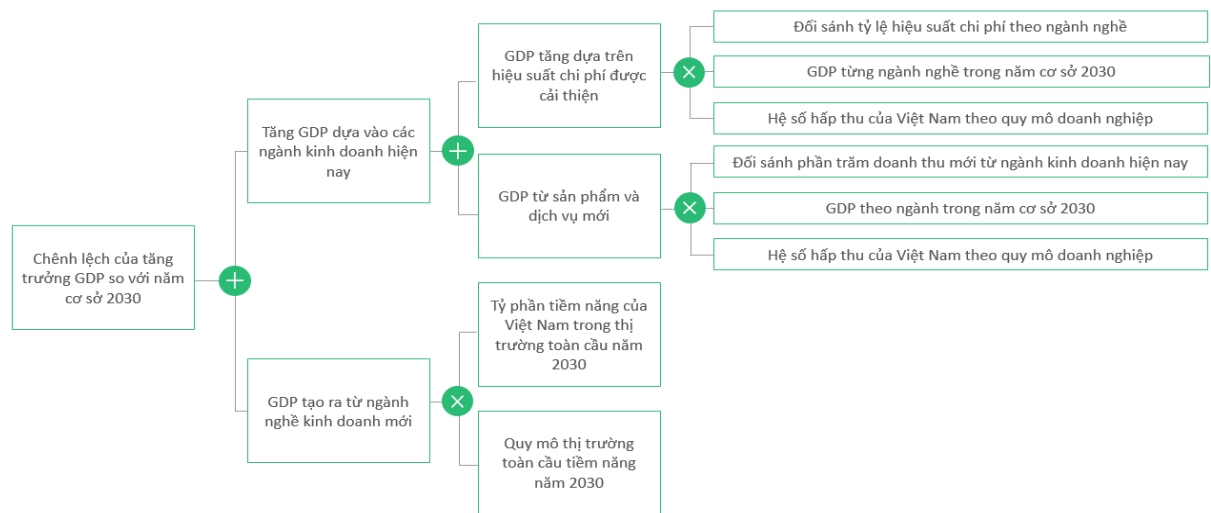 Chênh lệch của tăng
trưởng GDP so với năm
cơ sở 2030
Tăng GDP dựa vào các
ngành kinh doanh hiện
nay
GDP tăng dựa trên
hiệu suất chi phí được
cải thiện
Đối sánh tỷ lệ hiệu suất chi phí theo ngành nghề
GDP từng ngành nghề trong năm cơ sở 2030
Hệ số hấp thu của Việt Nam theo quy mô doanh nghiệp
GDP từ sản phẩm và
dịch vụ mới
Đối sánh phần trăm doanh thu mới từ ngành kinh doanh hiện nay
GDP theo ngành trong năm cơ sở 2030
Hệ số hấp thu của Việt Nam theo quy mô doanh nghiệp
GDP tạo ra từ ngành
nghề kinh doanh mới
Tỷ phần tiềm năng của
Việt Nam trong thị
trường toàn cầu năm
2030
Quy mô thị trường
toàn cầu tiềm năng
năm 2030